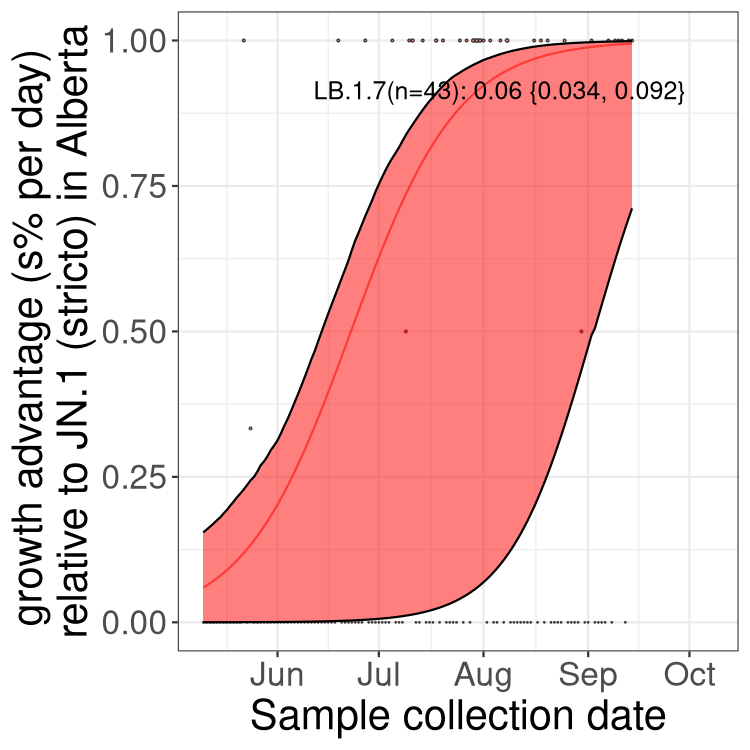 growth advantage (s% per day)
relative to JN.1 (stricto) in Alberta
1.00
0.75
0.50
0.25
0.00
LB.1.7(n=43): 0.06 {0.034, 0.092}
Jun Jul Aug Sep Oct
Sample collection date